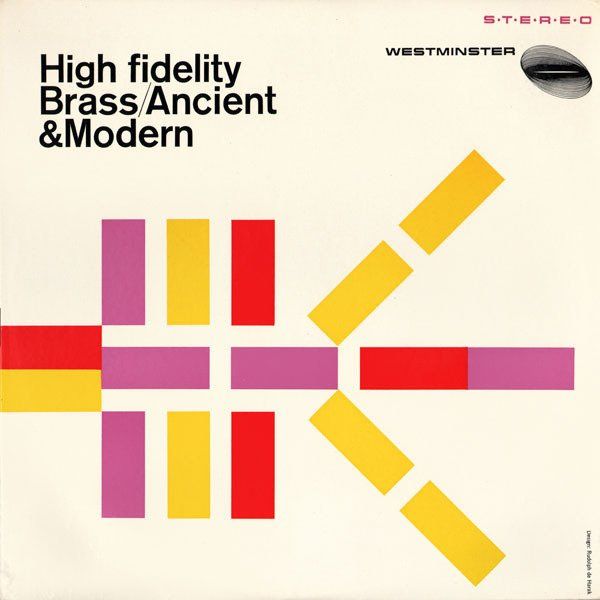 S·T·E·R·E·O
WESTMINSTER
High fidelity
Brass/Ancient
&Modern
Design: Rudolph de Harak